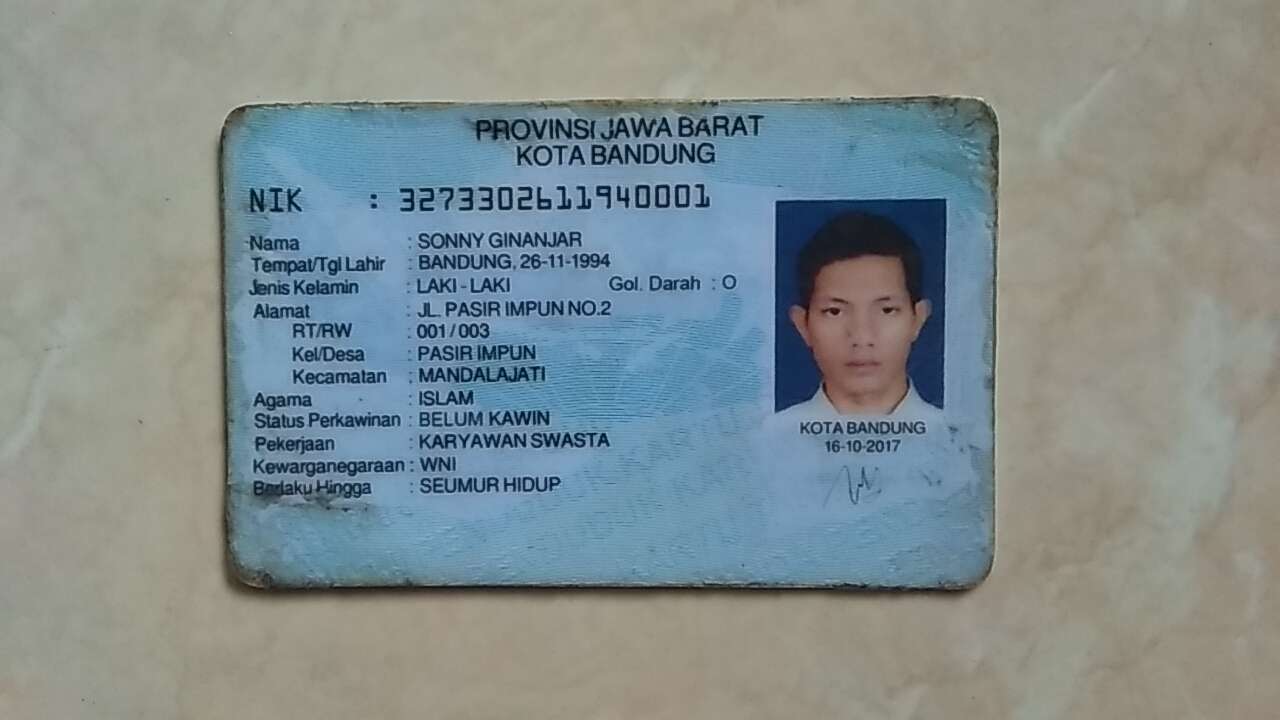 PROVINSI JAWA BARAT
KOTA BANDUNG
NIK : 3273302611940001
Nama : SONNY GINANJAR
Tempat/Tgl Lahir : BANDUNG, 26-11-1994
Jenis Kelamin : LAKI - LAKI Gol. Darah : O
Alamat : JL. PASIR IMPUN NO.2
RT/RW : 001 / 003
Kel/Desa : PASIR IMPUN
Kecamatan : MANDALAJATI
Agama : ISLAM
Status Perkawinan : BELUM KAWIN
Pekerjaan : KARYAWAN SWASTA
Kewarganegaraan : WNI
Berlaku Hingga : SEUMUR HIDUP
KOTA BANDUNG
16-10-2017